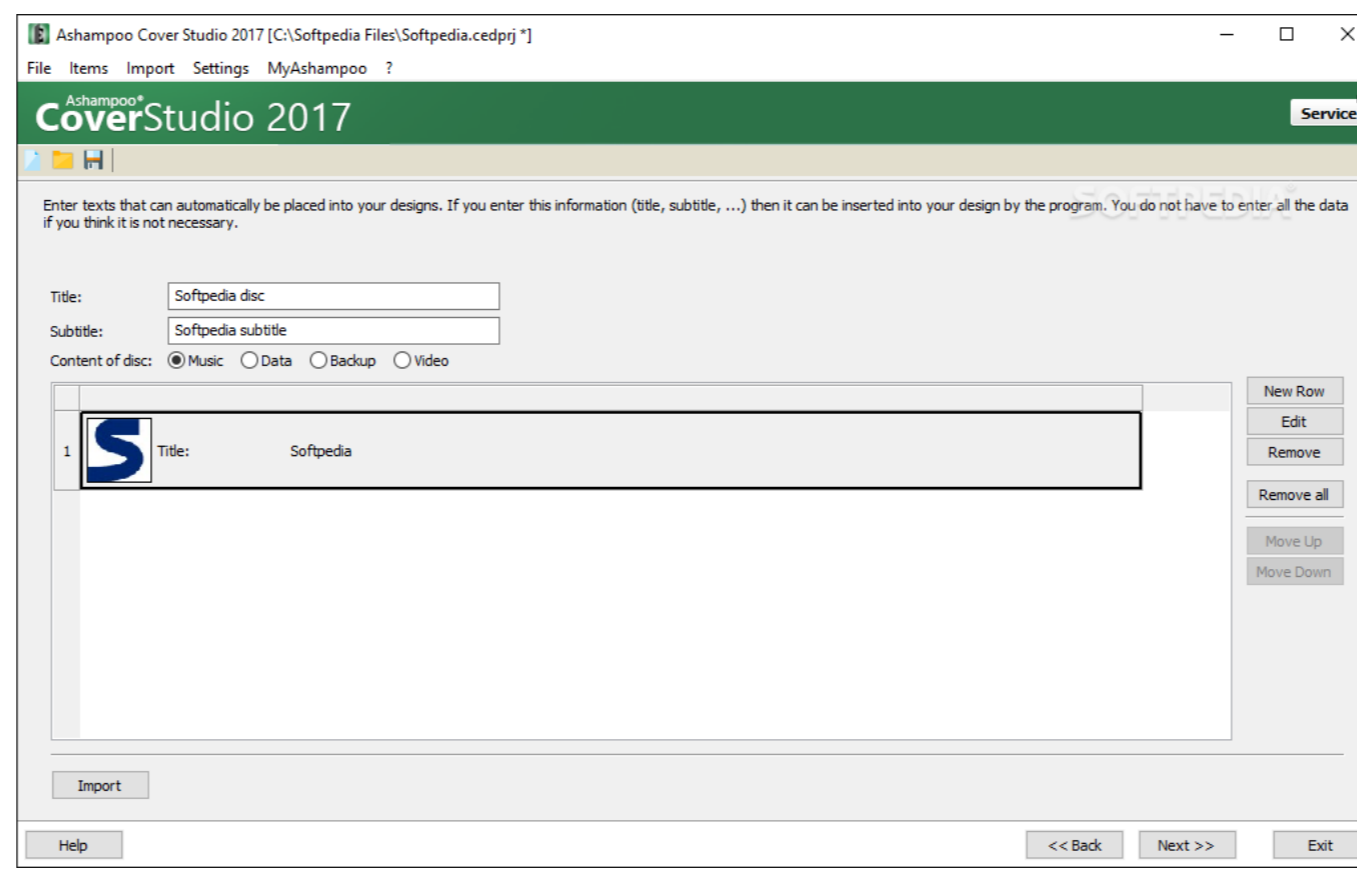 Ashampoo Cover Studio 2017 [C:\Softpedia Files\Softpedia.cedprj *]
File Items Import Settings MyAshampoo ?
Ashampoo®
CoverStudio 2017
Service
SOFTPEDIA®
Enter texts that can automatically be placed into your designs. If you enter this information (title, subtitle, ...) then it can be inserted into your design by the program. You do not have to enter all the data
if you think it is not necessary.
Title: Softpedia disc
Subtitle: Softpedia subtitle
Content of disc: Music Data Backup Video
New Row
Edit
1 S Title: Softpedia
Remove
Remove all
Move Up
Move Down
Import
Help << Back Next >> Exit